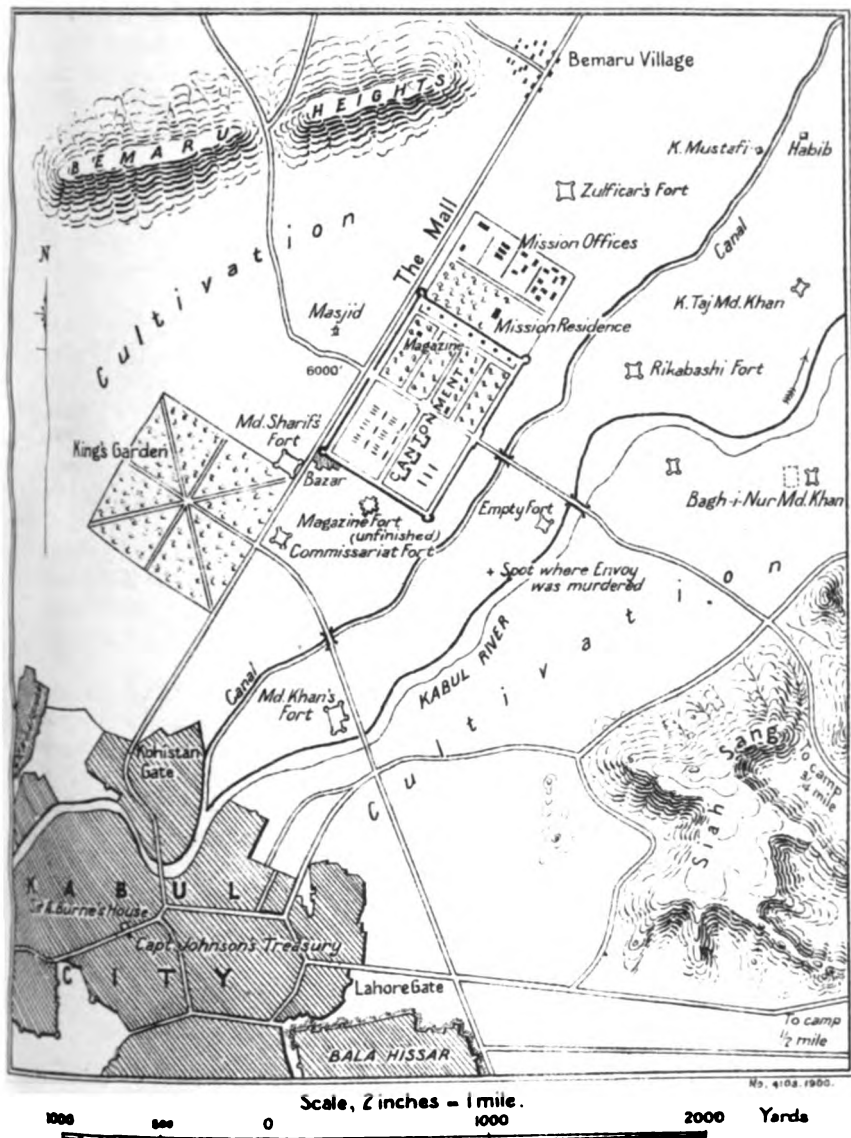 Bemaru Village
BEMARU HEIGHTS
K. Mustafi
Habib
Zulficar's Fort
The Mall
Mission Offices
Canal
Cultivation
N
K. Taj Md. Khan
Masjid
Mission Residence
Magazine
6000'
Rikabashi Fort
CANTONMENT
Md. Sharif's
Fort
King's Garden
Bazar
Bagh-i-Nur Md. Khan
Magazine Fort
(unfinished)
Empty Fort
Commissariat Fort
Spot where Envoy
was murdered
Cultivation
KABUL RIVER
Canal
Md. Khan's
Fort
Kohistan
Gate
Siah Sang
To camp
3/4 mile
KABUL
Sir A. Burne's House
Capt. Johnson's Treasury
CITY
Lahore Gate
To camp
1/2 mile
BALA HISSAR
No. 4103. 1900.
Scale, 2 inches = 1 mile.
1000 500 0 1000 2000 Yards